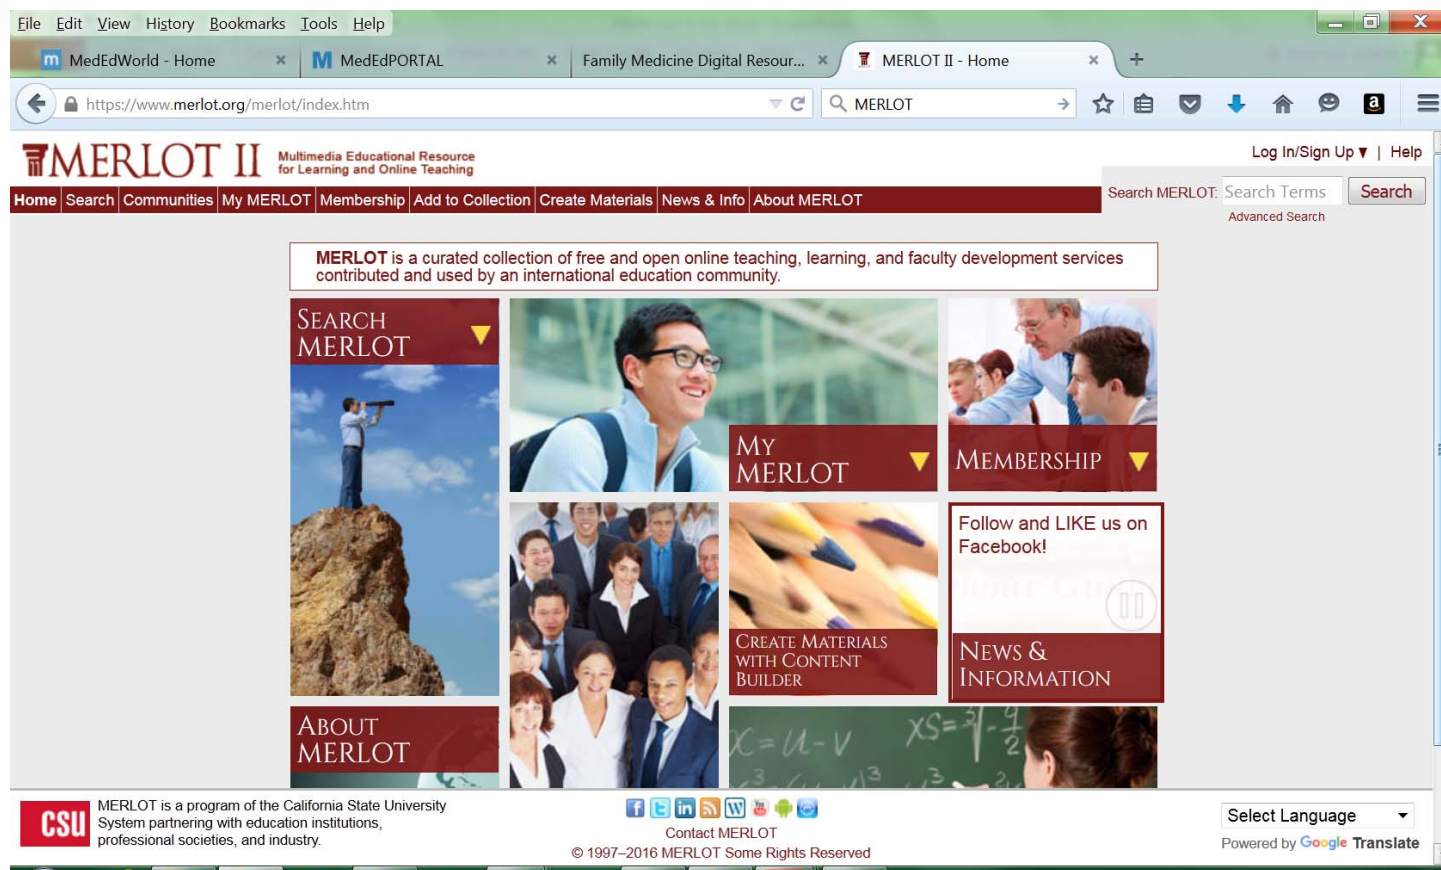 File Edit View History Bookmarks Tools Help
MedEdWorld - Home
MedEdPORTAL
Family Medicine Digital Resour...
MERLOT II - Home
https://www.merlot.org/merlot/index.htm
MERLOT
MERLOT II
Multimedia Educational Resource
for Learning and Online Teaching
Log In/Sign Up ▼ | Help
Home Search Communities My MERLOT Membership Add to Collection Create Materials News & Info About MERLOT
Search MERLOT: Search Terms Search
Advanced Search
MERLOT is a curated collection of free and open online teaching, learning, and faculty development services
contributed and used by an international education community.
SEARCH
MERLOT
MY
MERLOT
MEMBERSHIP
Follow and LIKE us on
Facebook!
CREATE MATERIALS
WITH CONTENT
BUILDER
NEWS &
INFORMATION
ABOUT
MERLOT
X=U-V
CSU
MERLOT is a program of the California State University
System partnering with education institutions,
professional societies, and industry.
Contact MERLOT
© 1997–2016 MERLOT Some Rights Reserved
Select Language
Powered by Google Translate